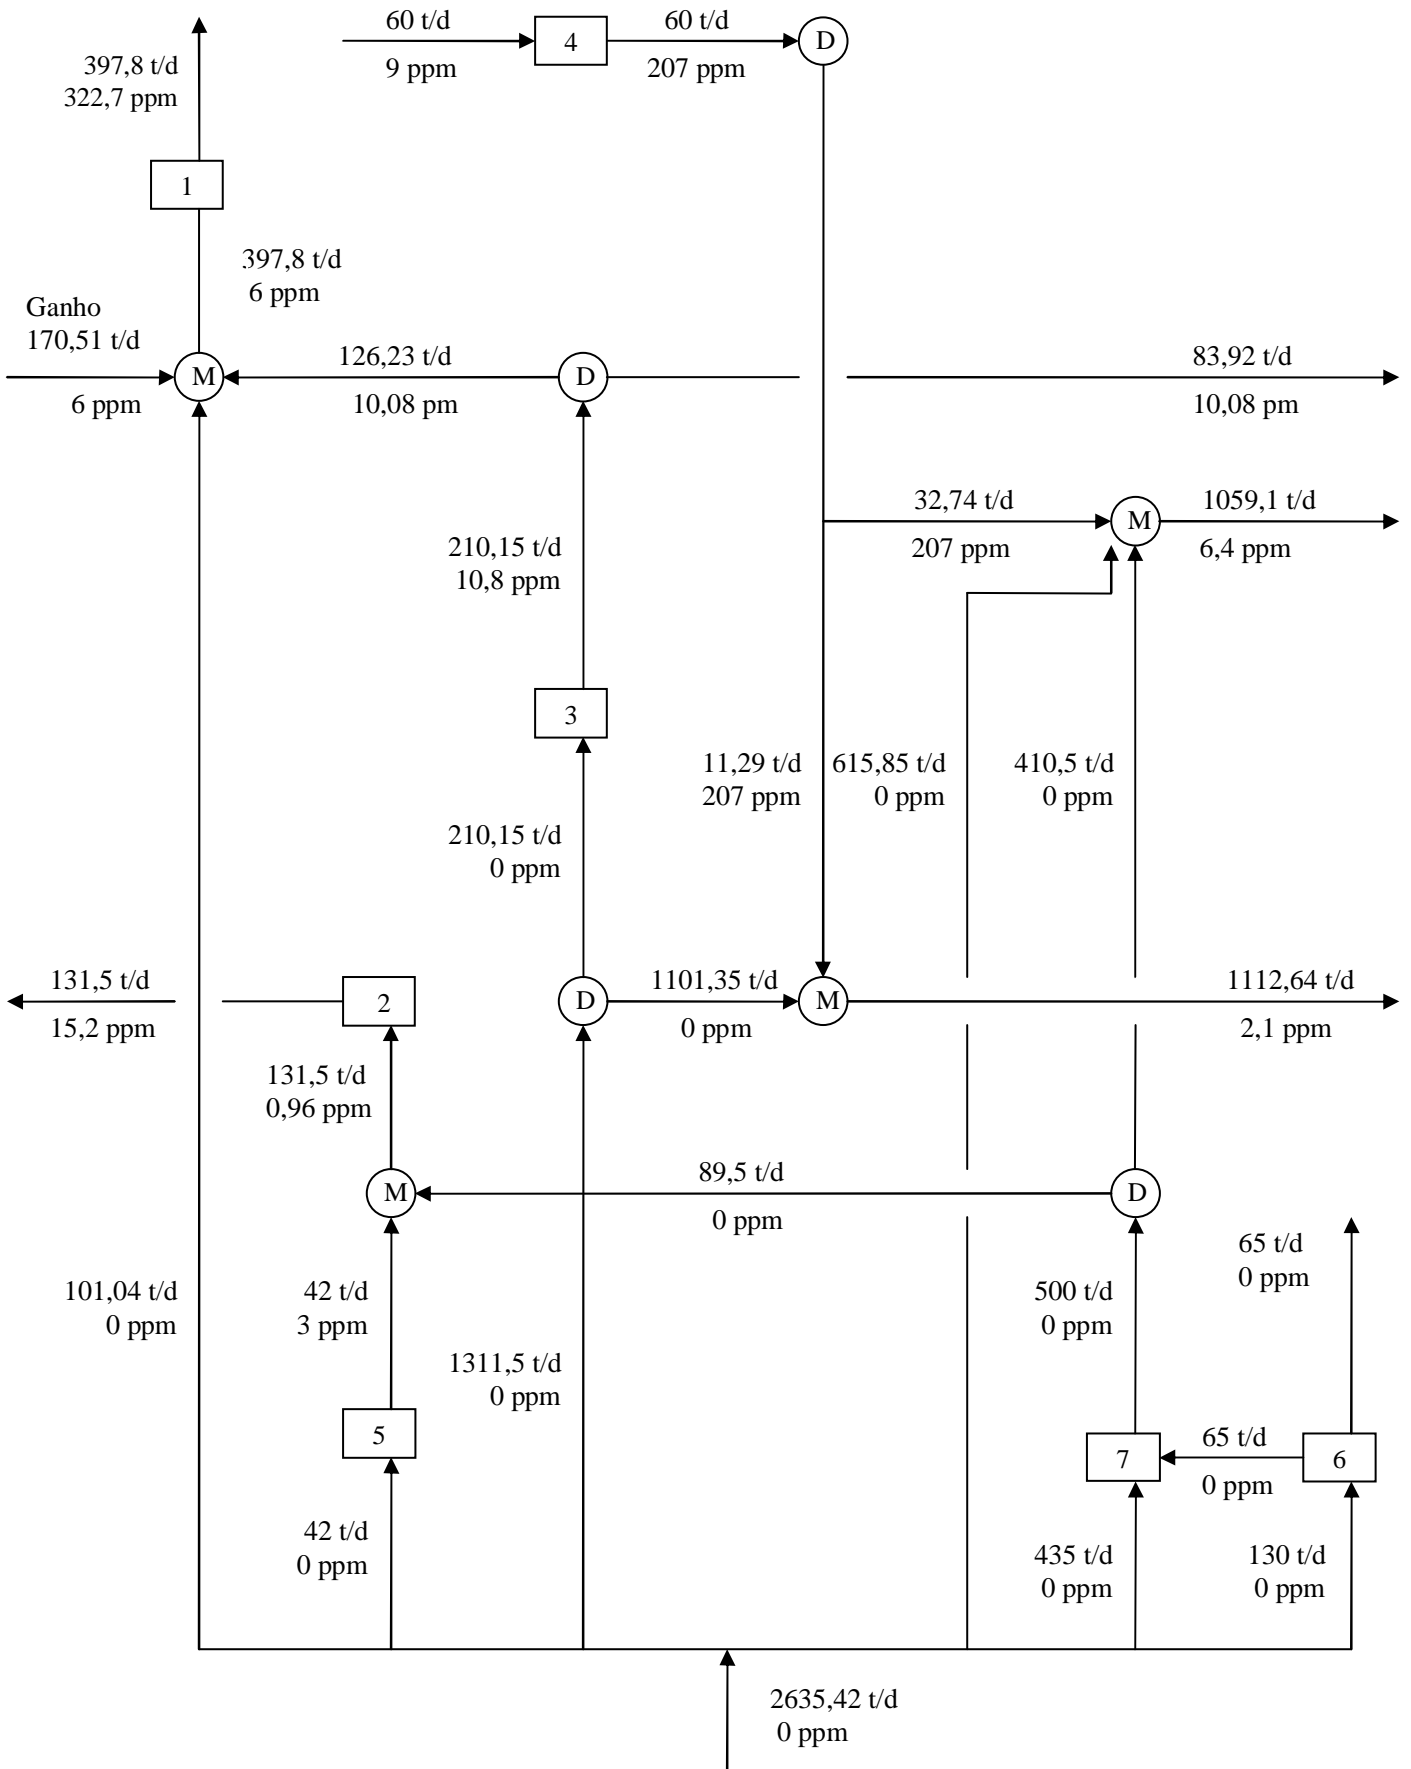 60 t/d
9 ppm
4
60 t/d
207 ppm
D
397,8 t/d
322,7 ppm
1
397,8 t/d
6 ppm
Ganho
170,51 t/d
6 ppm
M
126,23 t/d
10,08 pm
D
83,92 t/d
10,08 pm
32,74 t/d
207 ppm
M
1059,1 t/d
6,4 ppm
210,15 t/d
10,8 ppm
3
11,29 t/d
207 ppm
615,85 t/d
0 ppm
410,5 t/d
0 ppm
210,15 t/d
0 ppm
131,5 t/d
15,2 ppm
2
D
1101,35 t/d
0 ppm
M
1112,64 t/d
2,1 ppm
131,5 t/d
0,96 ppm
M
89,5 t/d
0 ppm
D
101,04 t/d
0 ppm
42 t/d
3 ppm
1311,5 t/d
0 ppm
500 t/d
0 ppm
65 t/d
0 ppm
5
7
65 t/d
0 ppm
6
42 t/d
0 ppm
435 t/d
0 ppm
130 t/d
0 ppm
2635,42 t/d
0 ppm